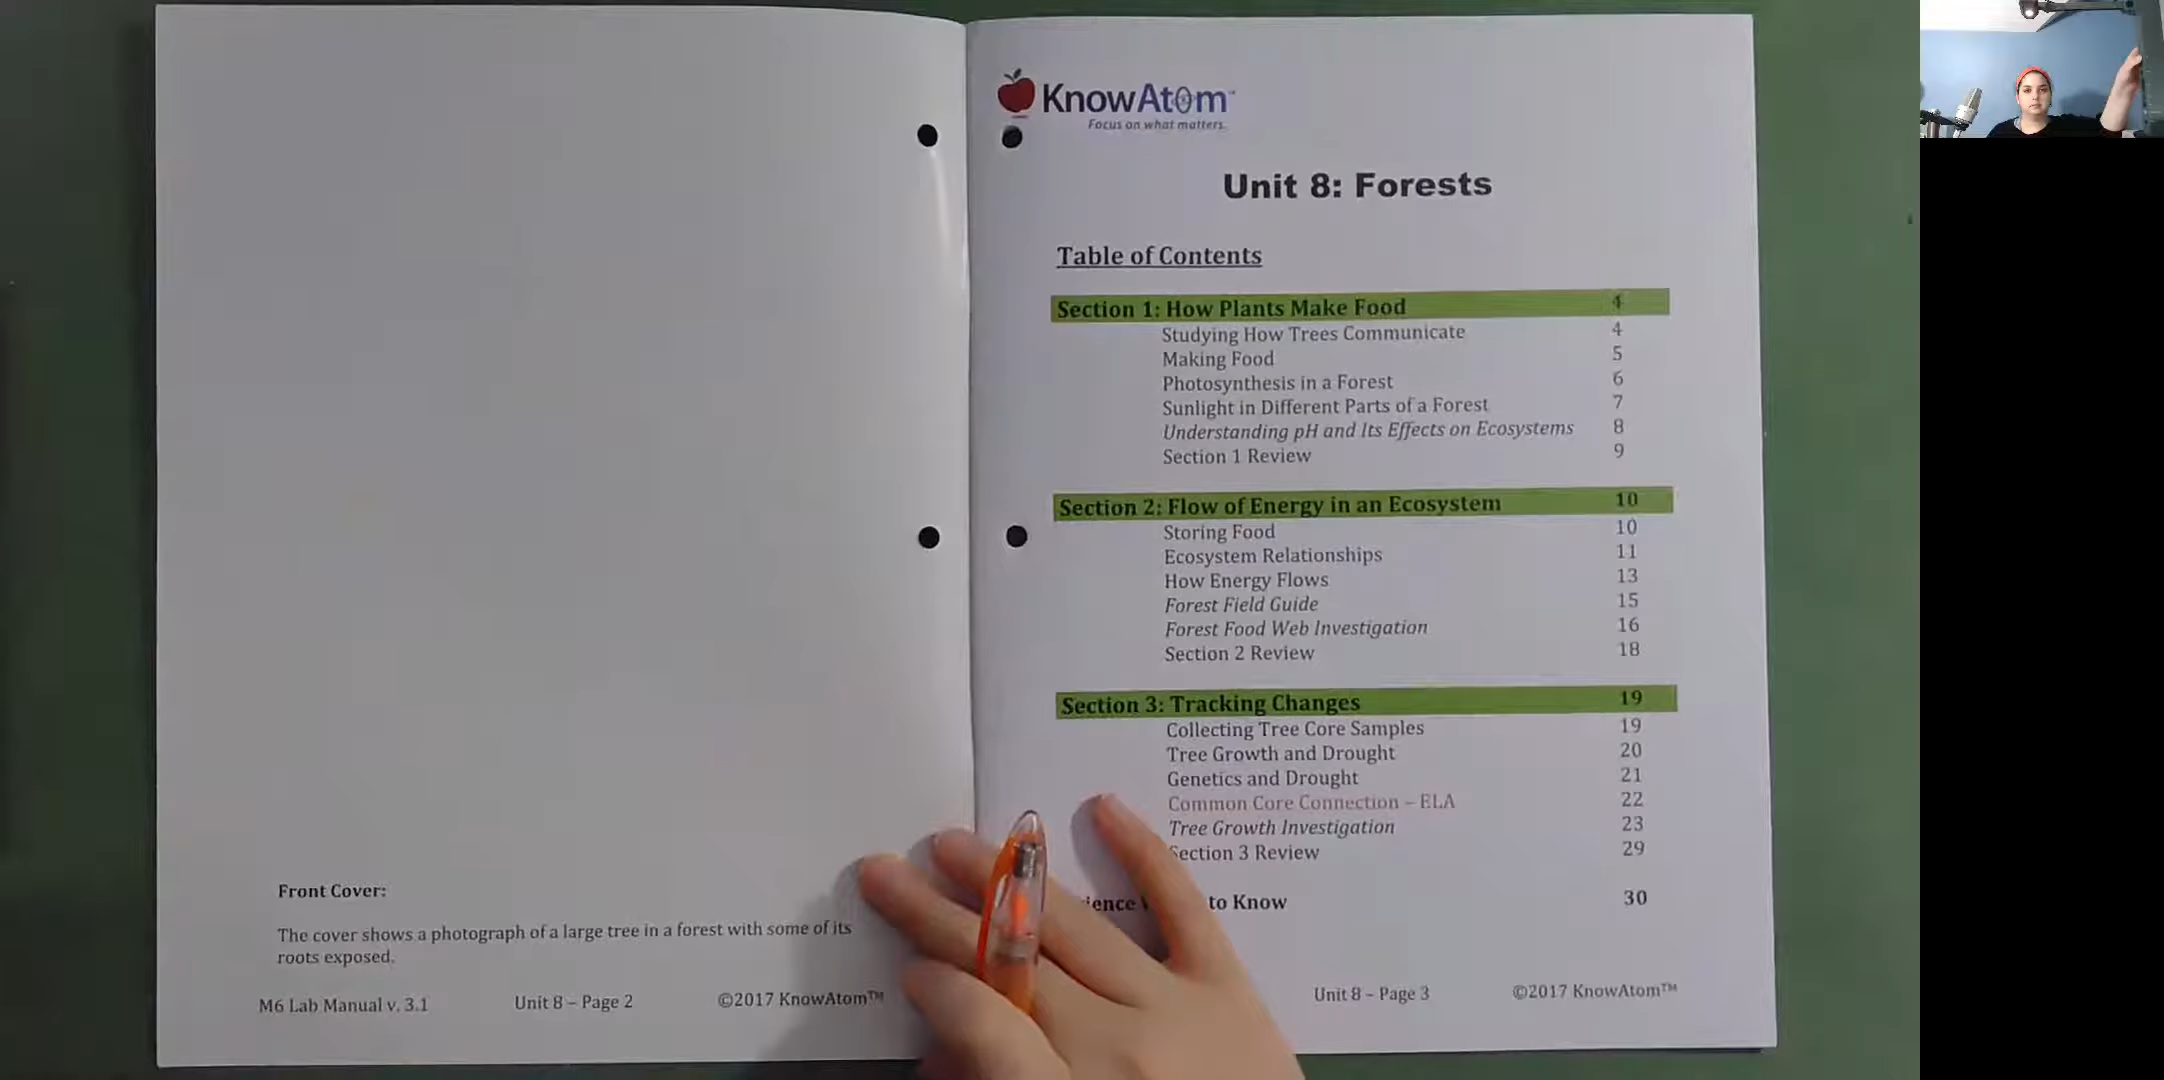 Front Cover:
The cover shows a photograph of a large tree in a forest with some of its
roots exposed.
M6 Lab Manual v. 3.1 Unit 8 – Page 2 ©2017 KnowAtom™
KnowAtom™
Focus on what matters.
Unit 8: Forests
Table of Contents
Section 1: How Plants Make Food 4
Studying How Trees Communicate 4
Making Food 5
Photosynthesis in a Forest 6
Sunlight in Different Parts of a Forest 7
Understanding pH and Its Effects on Ecosystems 8
Section 1 Review 9
Section 2: Flow of Energy in an Ecosystem 10
Storing Food 10
Ecosystem Relationships 11
How Energy Flows 13
Forest Field Guide 15
Forest Food Web Investigation 16
Section 2 Review 18
Section 3: Tracking Changes 19
Collecting Tree Core Samples 19
Tree Growth and Drought 20
Genetics and Drought 21
Common Core Connection – ELA 22
Tree Growth Investigation 23
Section 3 Review 29
to Know 30
Unit 8 – Page 3 ©2017 KnowAtom™